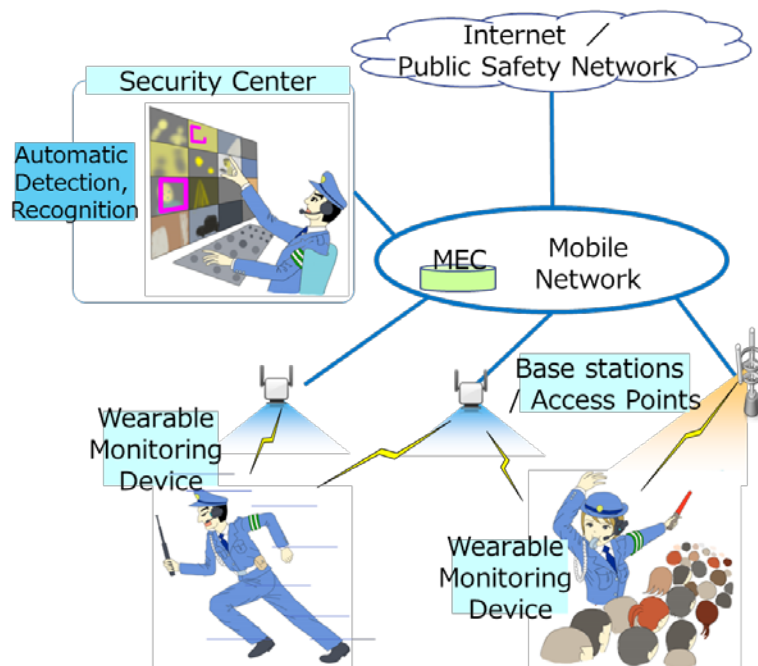 Internet /
Public Safety Network
Security Center
Automatic
Detection,
Recognition
MEC
Mobile
Network
Base stations
/ Access Points
Wearable
Monitoring
Device
Wearable
Monitoring
Device